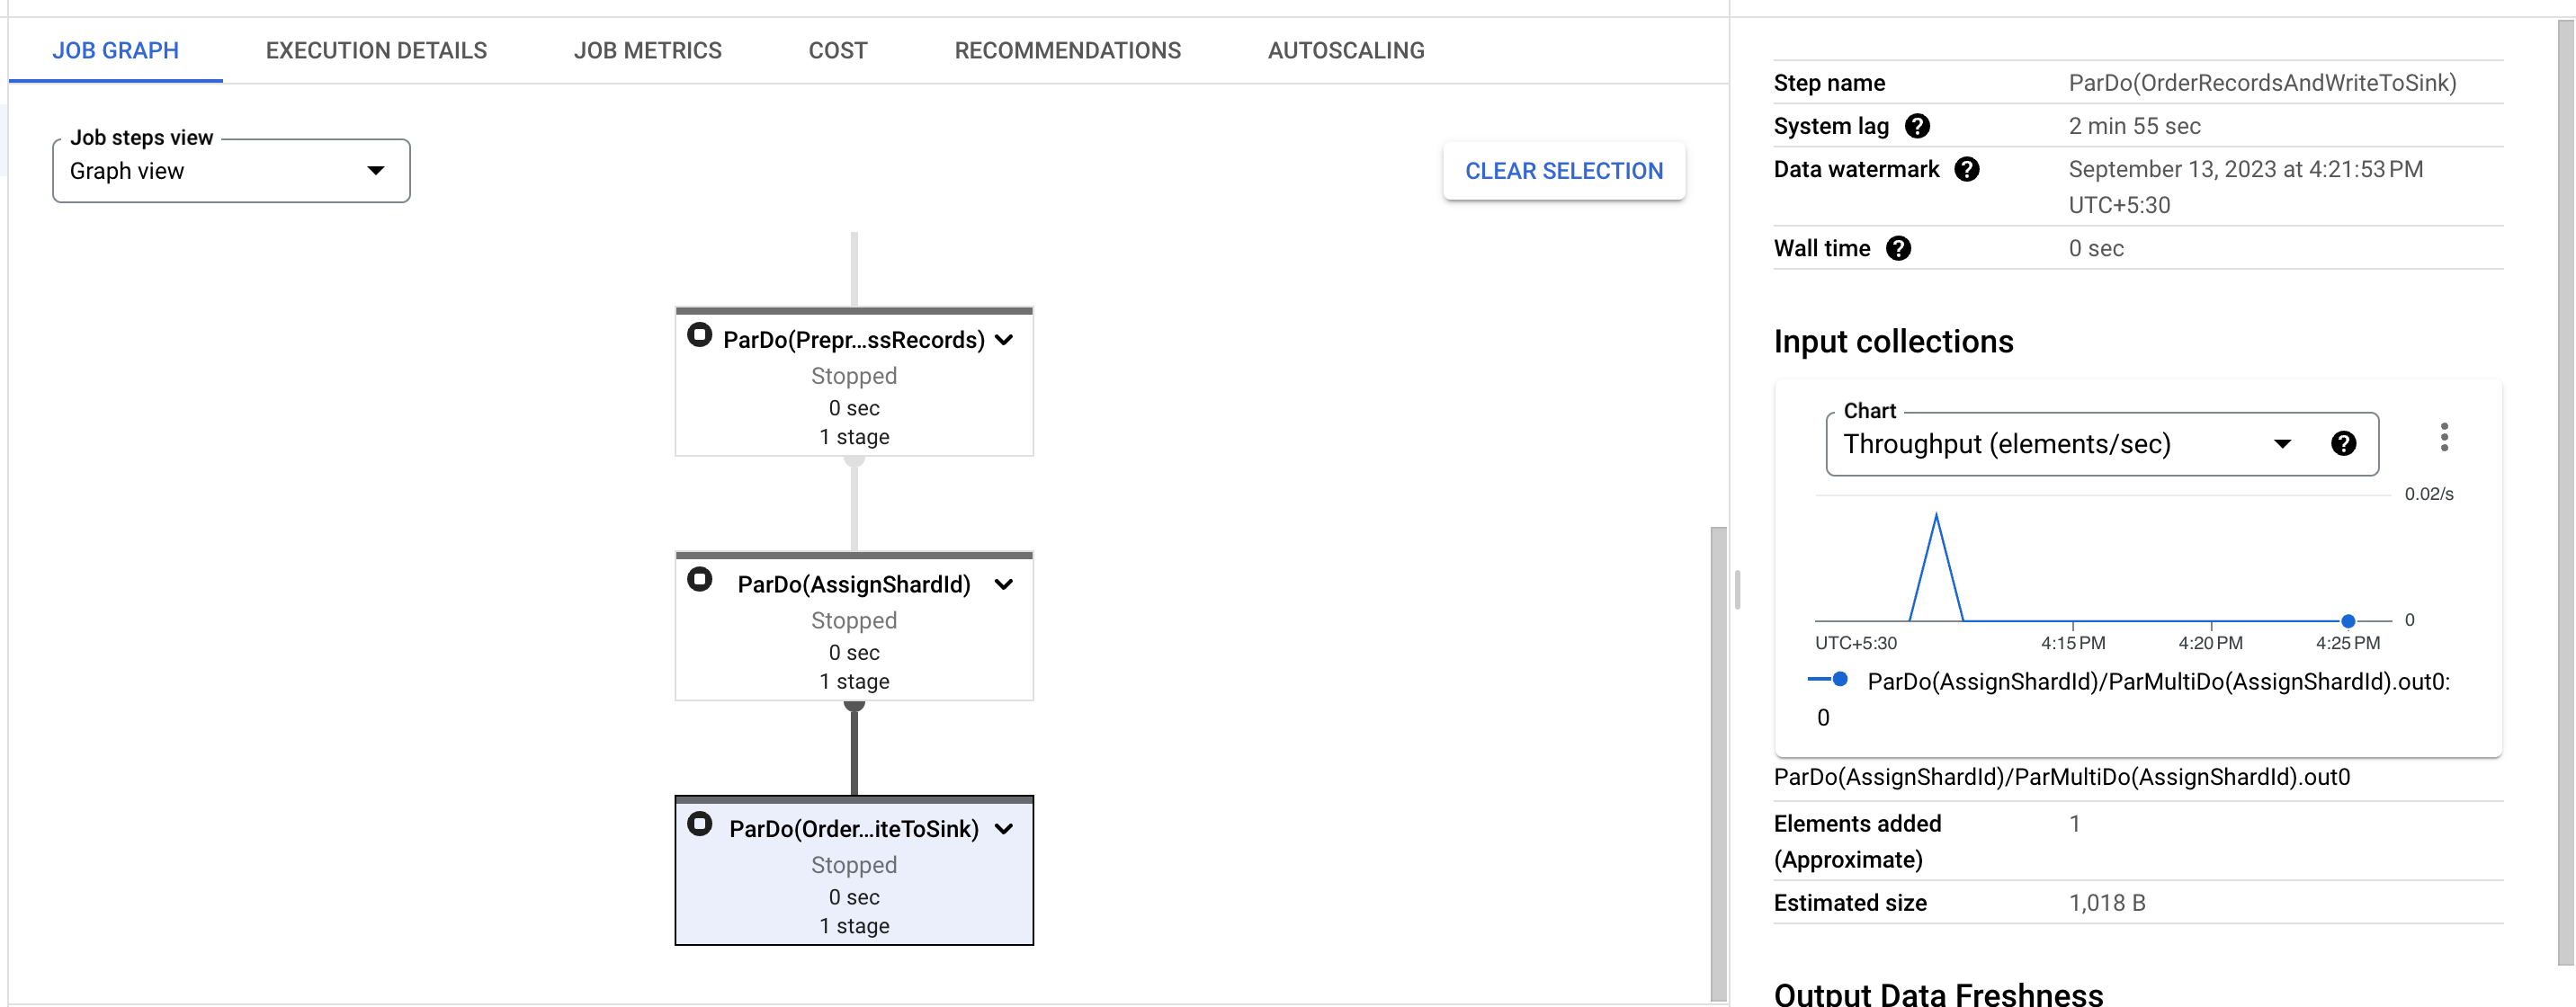 JOB GRAPH
EXECUTION DETAILS
JOB METRICS
COST
RECOMMENDATIONS
AUTOSCALING
Job steps view
Graph view
CLEAR SELECTION
ParDo(Prepr...ssRecords)
Stopped
0 sec
1 stage
ParDo(AssignShardId)
Stopped
0 sec
1 stage
ParDo(Order...iteToSink)
Stopped
0 sec
1 stage
Step name ParDo(OrderRecordsAndWriteToSink)
System lag ? 2 min 55 sec
Data watermark ? September 13, 2023 at 4:21:53 PM
UTC+5:30
Wall time ? 0 sec
Input collections
Chart
Throughput (elements/sec) ?
0.02/s
0
UTC+5:30 4:15 PM 4:20 PM 4:25 PM
ParDo(AssignShardId)/ParMultiDo(AssignShardId).out0:
0
ParDo(AssignShardId)/ParMultiDo(AssignShardId).out0
Elements added 1
(Approximate)
Estimated size 1,018 B
Output Data Freshness